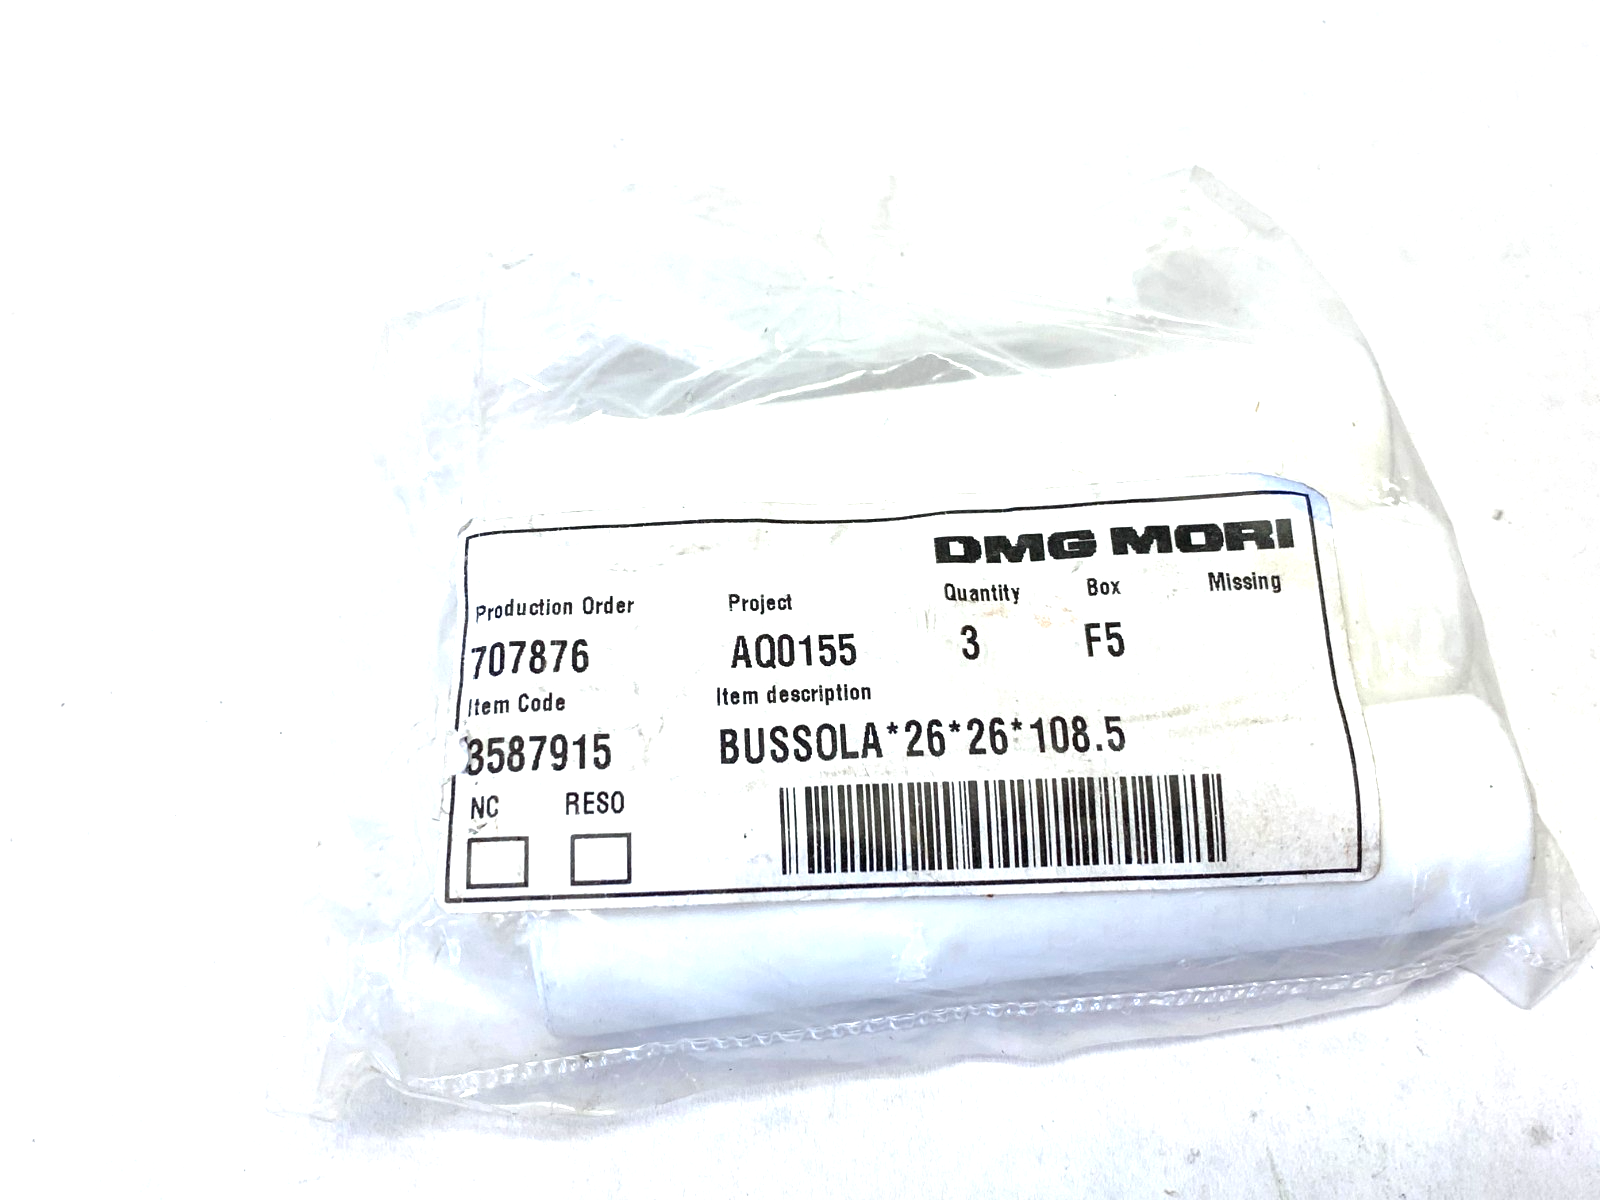 DMG MORI
Production Order Project Quantity Box Missing
707876 AQ0155 3 F5
Item Code Item description
3587915 BUSSOLA*26*26*108.5
NC RESO